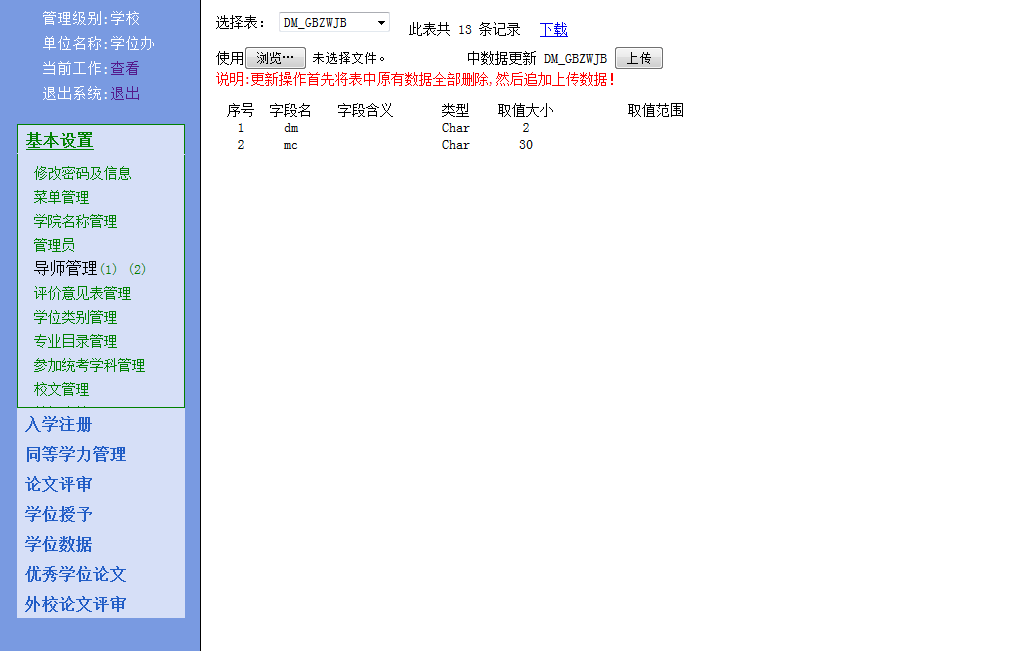 管理级别:学校
单位名称:学位办
当前工作:查看
退出系统:退出
基本设置
修改密码及信息
菜单管理
学院名称管理
管理员
导师管理(1) (2)
评价意见表管理
学位类别管理
专业目录管理
参加统考学科管理
校文管理
入学注册
同等学力管理
论文评审
学位授予
学位数据
优秀学位论文
外校论文评审
选择表: DM_GBZWJB 此表共 13 条记录 下载
使用 浏览… 未选择文件。 中数据更新 DM_GBZWJB 上传
说明:更新操作首先将表中原有数据全部删除,然后追加上传数据!
序号 字段名 字段含义 类型 取值大小 取值范围
1 dm Char 2
2 mc Char 30